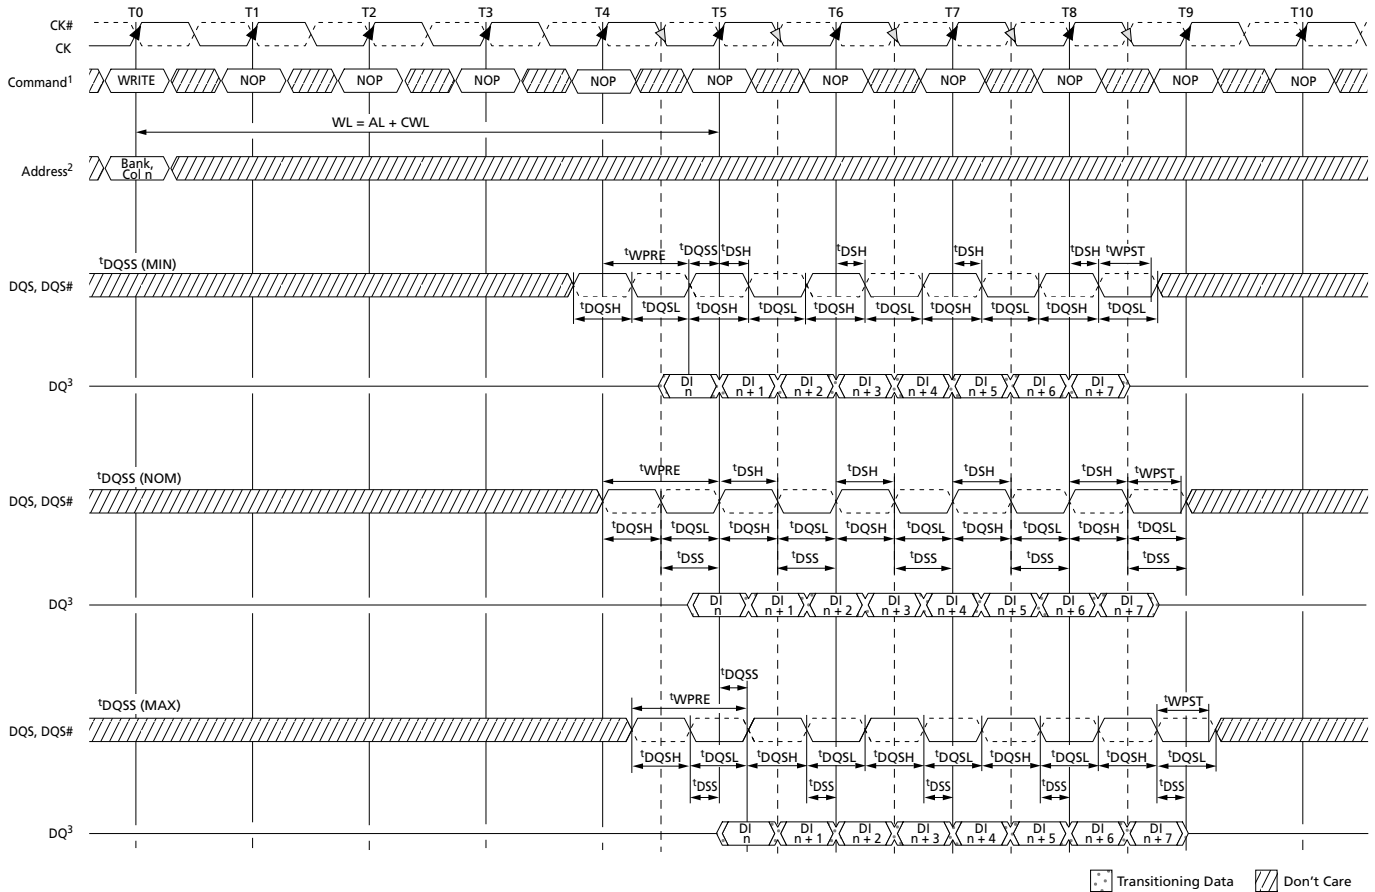 T0 T1 T2 T3 T4 T5 T6 T7 T8 T9 T10
CK#
CK
Command¹ WRITE NOP NOP NOP NOP NOP NOP NOP NOP NOP NOP
WL = AL + CWL
Address² Bank, Col n
ᵗDQSS (MIN) ᵗWPRE ᵗDQSS ᵗDSH ᵗDSH ᵗDSH ᵗDSH ᵗWPST
DQS, DQS#
ᵗDQSH ᵗDQSL ᵗDQSH ᵗDQSL ᵗDQSH ᵗDQSL ᵗDQSH ᵗDQSL ᵗDQSH ᵗDQSL
DQ³ DI n DI n + 1 DI n + 2 DI n + 3 DI n + 4 DI n + 5 DI n + 6 DI n + 7
ᵗDQSS (NOM) ᵗWPRE ᵗDSH ᵗDSH ᵗDSH ᵗDSH ᵗWPST
DQS, DQS#
ᵗDQSH ᵗDQSL ᵗDQSH ᵗDQSL ᵗDQSH ᵗDQSL ᵗDQSH ᵗDQSL ᵗDQSH ᵗDQSL
ᵗDSS ᵗDSS ᵗDSS ᵗDSS ᵗDSS
DQ³ DI n DI n + 1 DI n + 2 DI n + 3 DI n + 4 DI n + 5 DI n + 6 DI n + 7
ᵗDQSS
ᵗDQSS (MAX) ᵗWPRE ᵗWPST
DQS, DQS#
ᵗDQSH ᵗDQSL ᵗDQSH ᵗDQSL ᵗDQSH ᵗDQSL ᵗDQSH ᵗDQSL ᵗDQSH ᵗDQSL
ᵗDSS ᵗDSS ᵗDSS ᵗDSS ᵗDSS
DQ³ DI n DI n + 1 DI n + 2 DI n + 3 DI n + 4 DI n + 5 DI n + 6 DI n + 7
Transitioning Data Don't Care